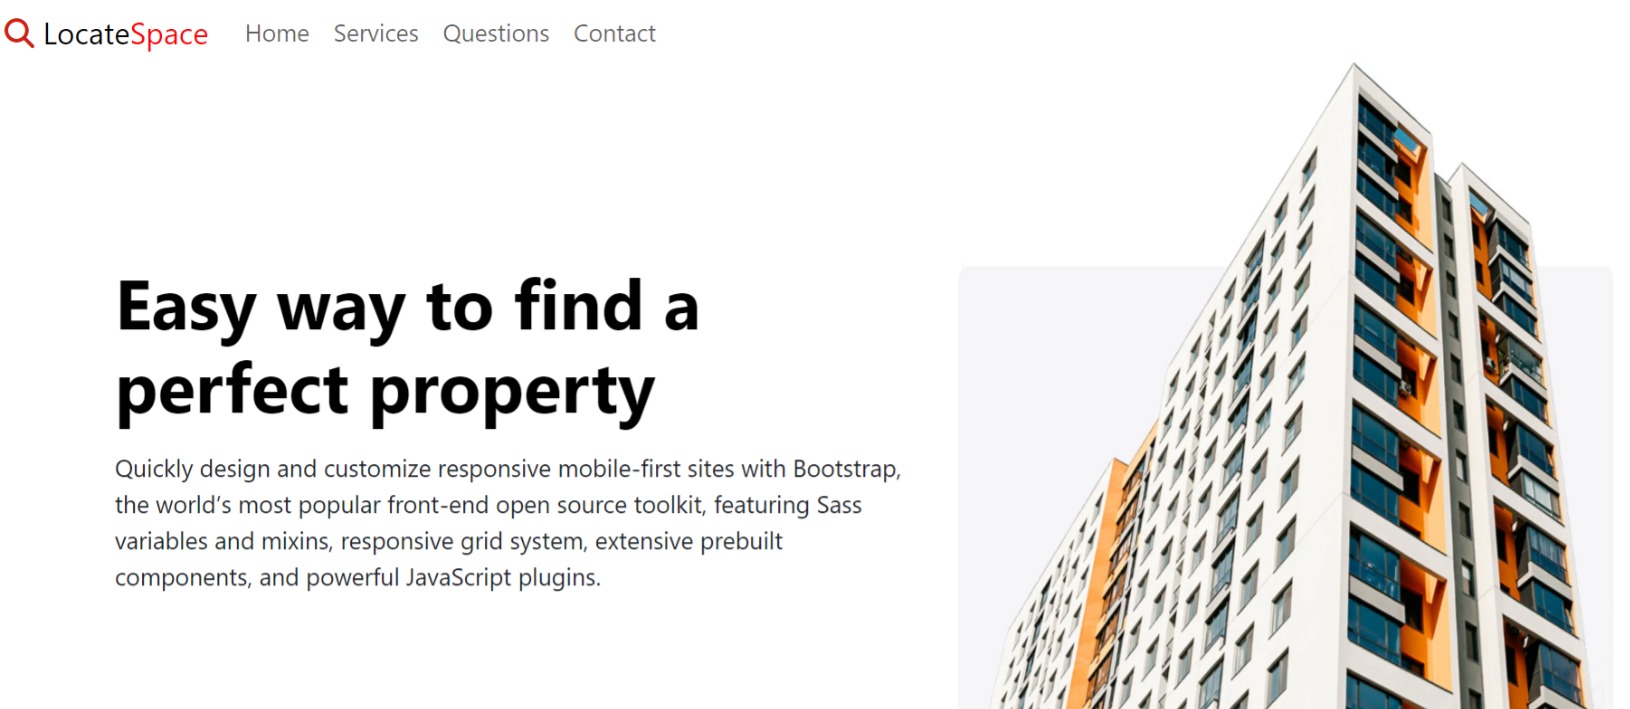 LocateSpace Home Services Questions Contact
Easy way to find a
perfect property
Quickly design and customize responsive mobile-first sites with Bootstrap,
the world’s most popular front-end open source toolkit, featuring Sass
variables and mixins, responsive grid system, extensive prebuilt
components, and powerful JavaScript plugins.